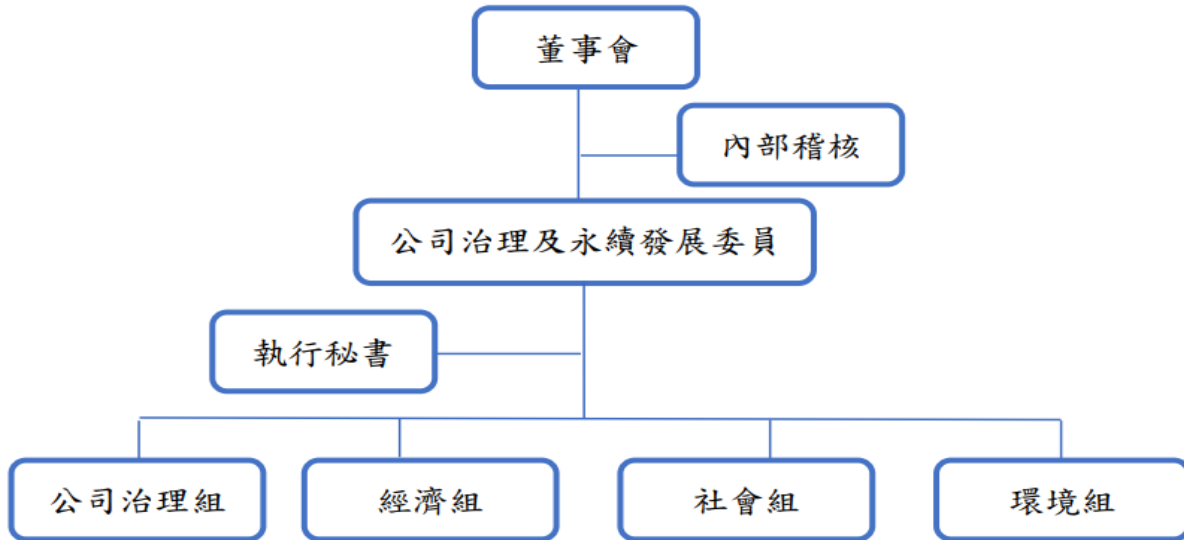 董事會
內部稽核
公司治理及永續發展委員
執行秘書
公司治理組
經濟組
社會組
環境組